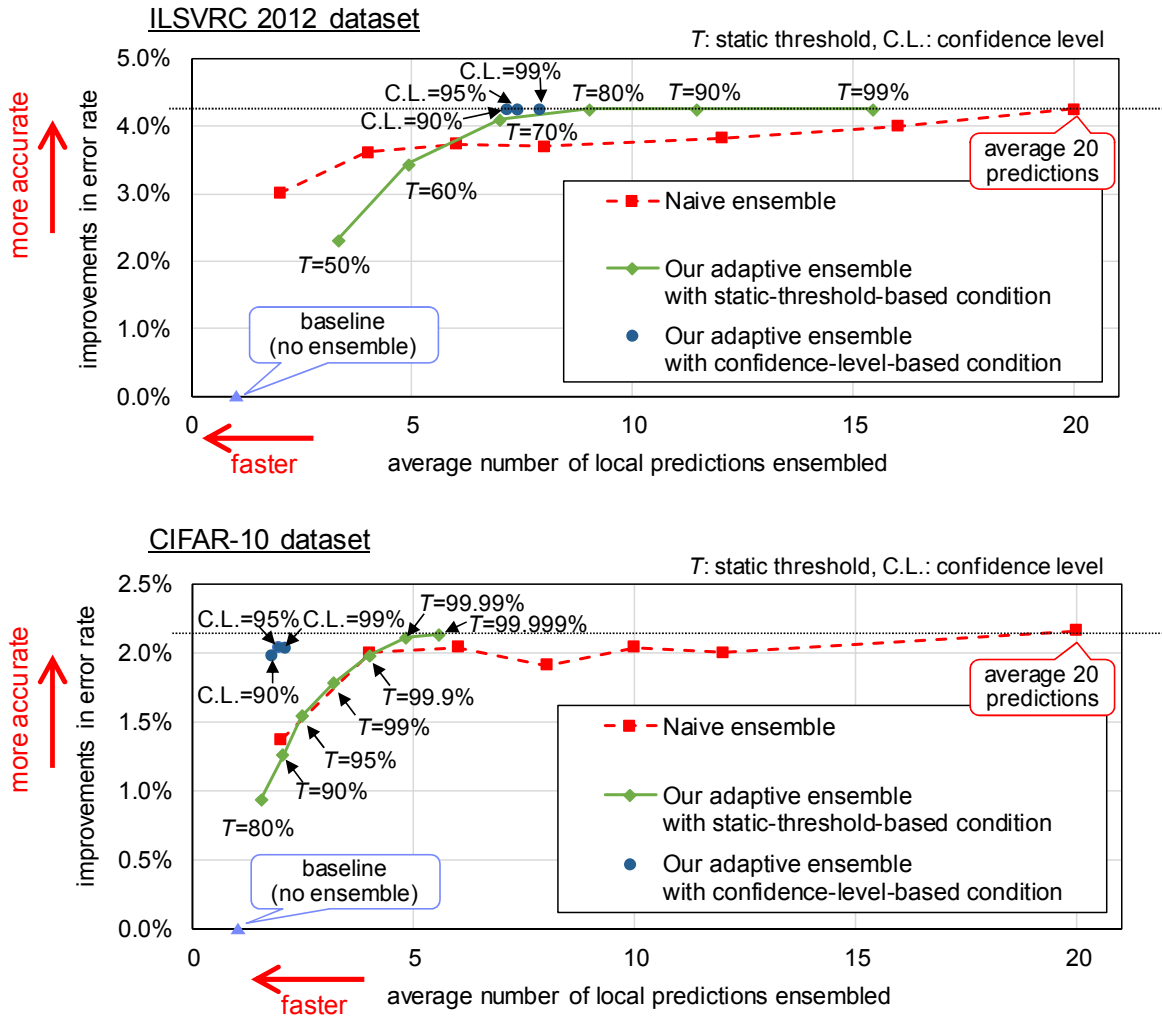 ILSVRC 2012 dataset
T: static threshold, C.L.: confidence level
more accurate
improvements in error rate
5.0%
4.0%
3.0%
2.0%
1.0%
0.0%
C.L.=99%
C.L.=95%
C.L.=90%
T=80%
T=90%
T=99%
T=70%
T=60%
T=50%
average 20
predictions
Naive ensemble
Our adaptive ensemble
with static-threshold-based condition
Our adaptive ensemble
with confidence-level-based condition
baseline
(no ensemble)
0
5
10
15
20
faster
average number of local predictions ensembled
CIFAR-10 dataset
T: static threshold, C.L.: confidence level
more accurate
improvements in error rate
2.5%
2.0%
1.5%
1.0%
0.5%
0.0%
C.L.=95%
C.L.=99%
C.L.=90%
T=99.99%
T=99.999%
T=99.9%
T=99%
T=95%
T=90%
T=80%
average 20
predictions
Naive ensemble
Our adaptive ensemble
with static-threshold-based condition
Our adaptive ensemble
with confidence-level-based condition
baseline
(no ensemble)
0
5
10
15
20
faster
average number of local predictions ensembled